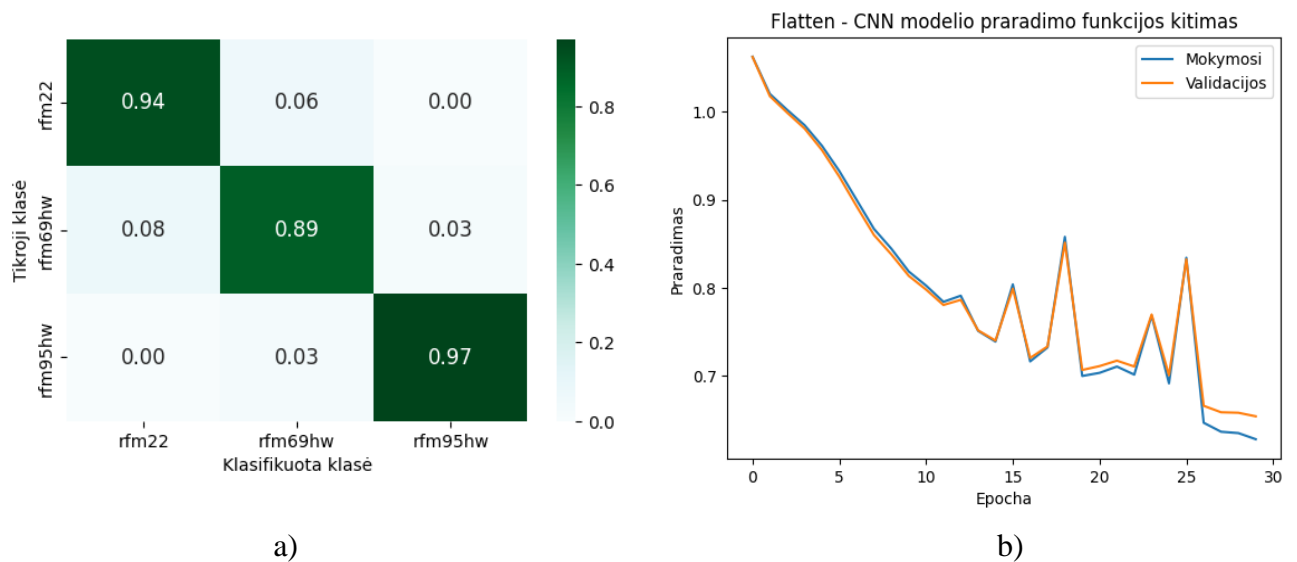 Tikroji klasė
rfm22
rfm69hw
rfm95hw
0.94 0.06 0.00
0.08 0.89 0.03
0.00 0.03 0.97
rfm22 rfm69hw rfm95hw
Klasifikuota klasė
0.8
0.6
0.4
0.2
0.0
a)
Flatten - CNN modelio praradimo funkcijos kitimas
Mokymosi
Validacijos
Praradimas
1.0
0.9
0.8
0.7
0 5 10 15 20 25 30
Epocha
b)